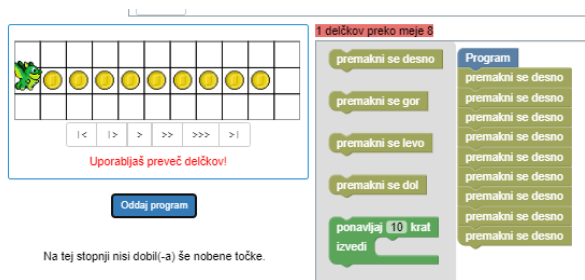 1 delčkov preko meje 8
|<
|>
>
>>
>>>
>|
Uporabljaš preveč delčkov!
Oddaj program
Na tej stopnji nisi dobil(-a) še nobene točke.
premakni se desno
premakni se gor
premakni se levo
premakni se dol
ponavljaj 10 krat
izvedi
Program
premakni se desno
premakni se desno
premakni se desno
premakni se desno
premakni se desno
premakni se desno
premakni se desno
premakni se desno
premakni se desno